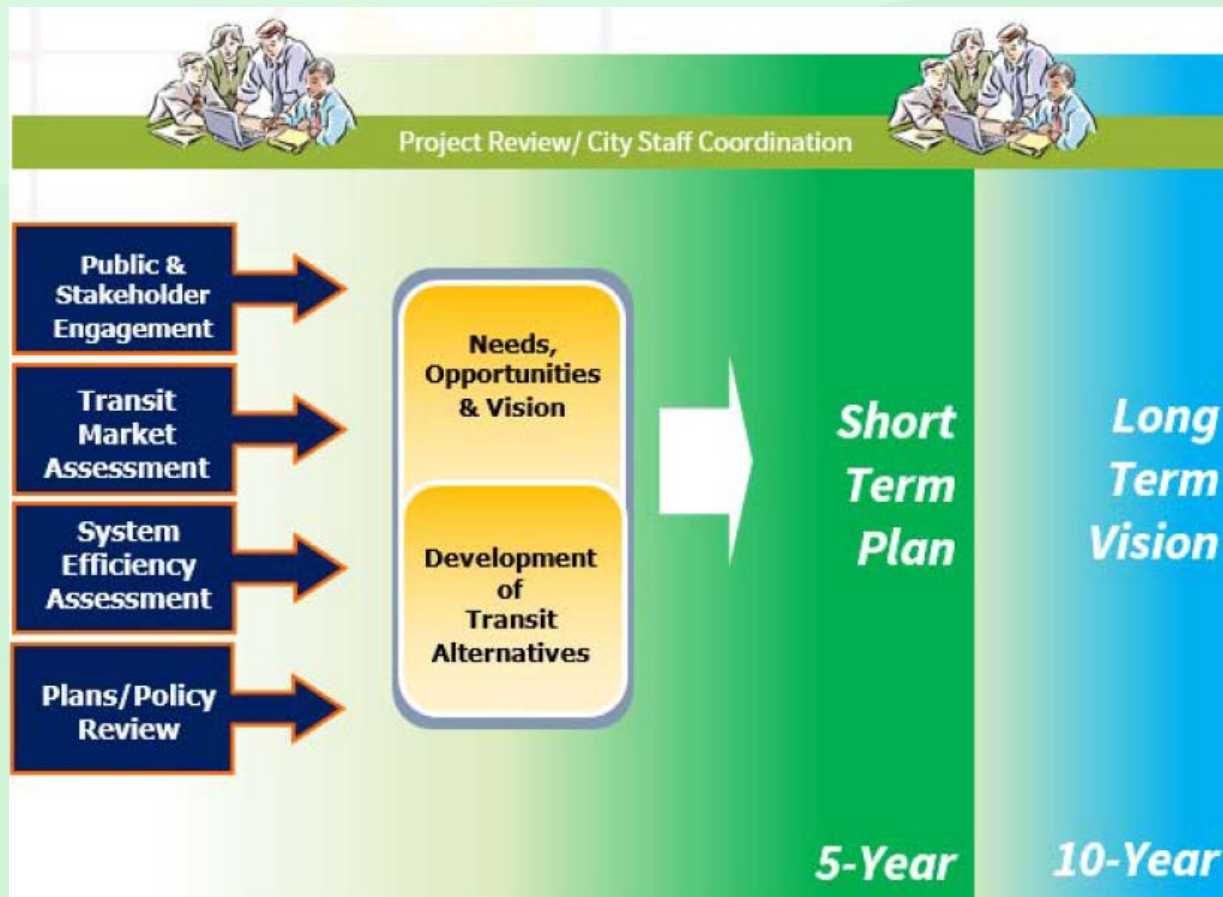 Project Review/ City Staff Coordination
Public &
Stakeholder
Engagement
Transit
Market
Assessment
System
Efficiency
Assessment
Plans/Policy
Review
Needs,
Opportunities
& Vision
Development
of
Transit
Alternatives
Short
Term
Plan
5-Year
Long
Term
Vision
10-Year